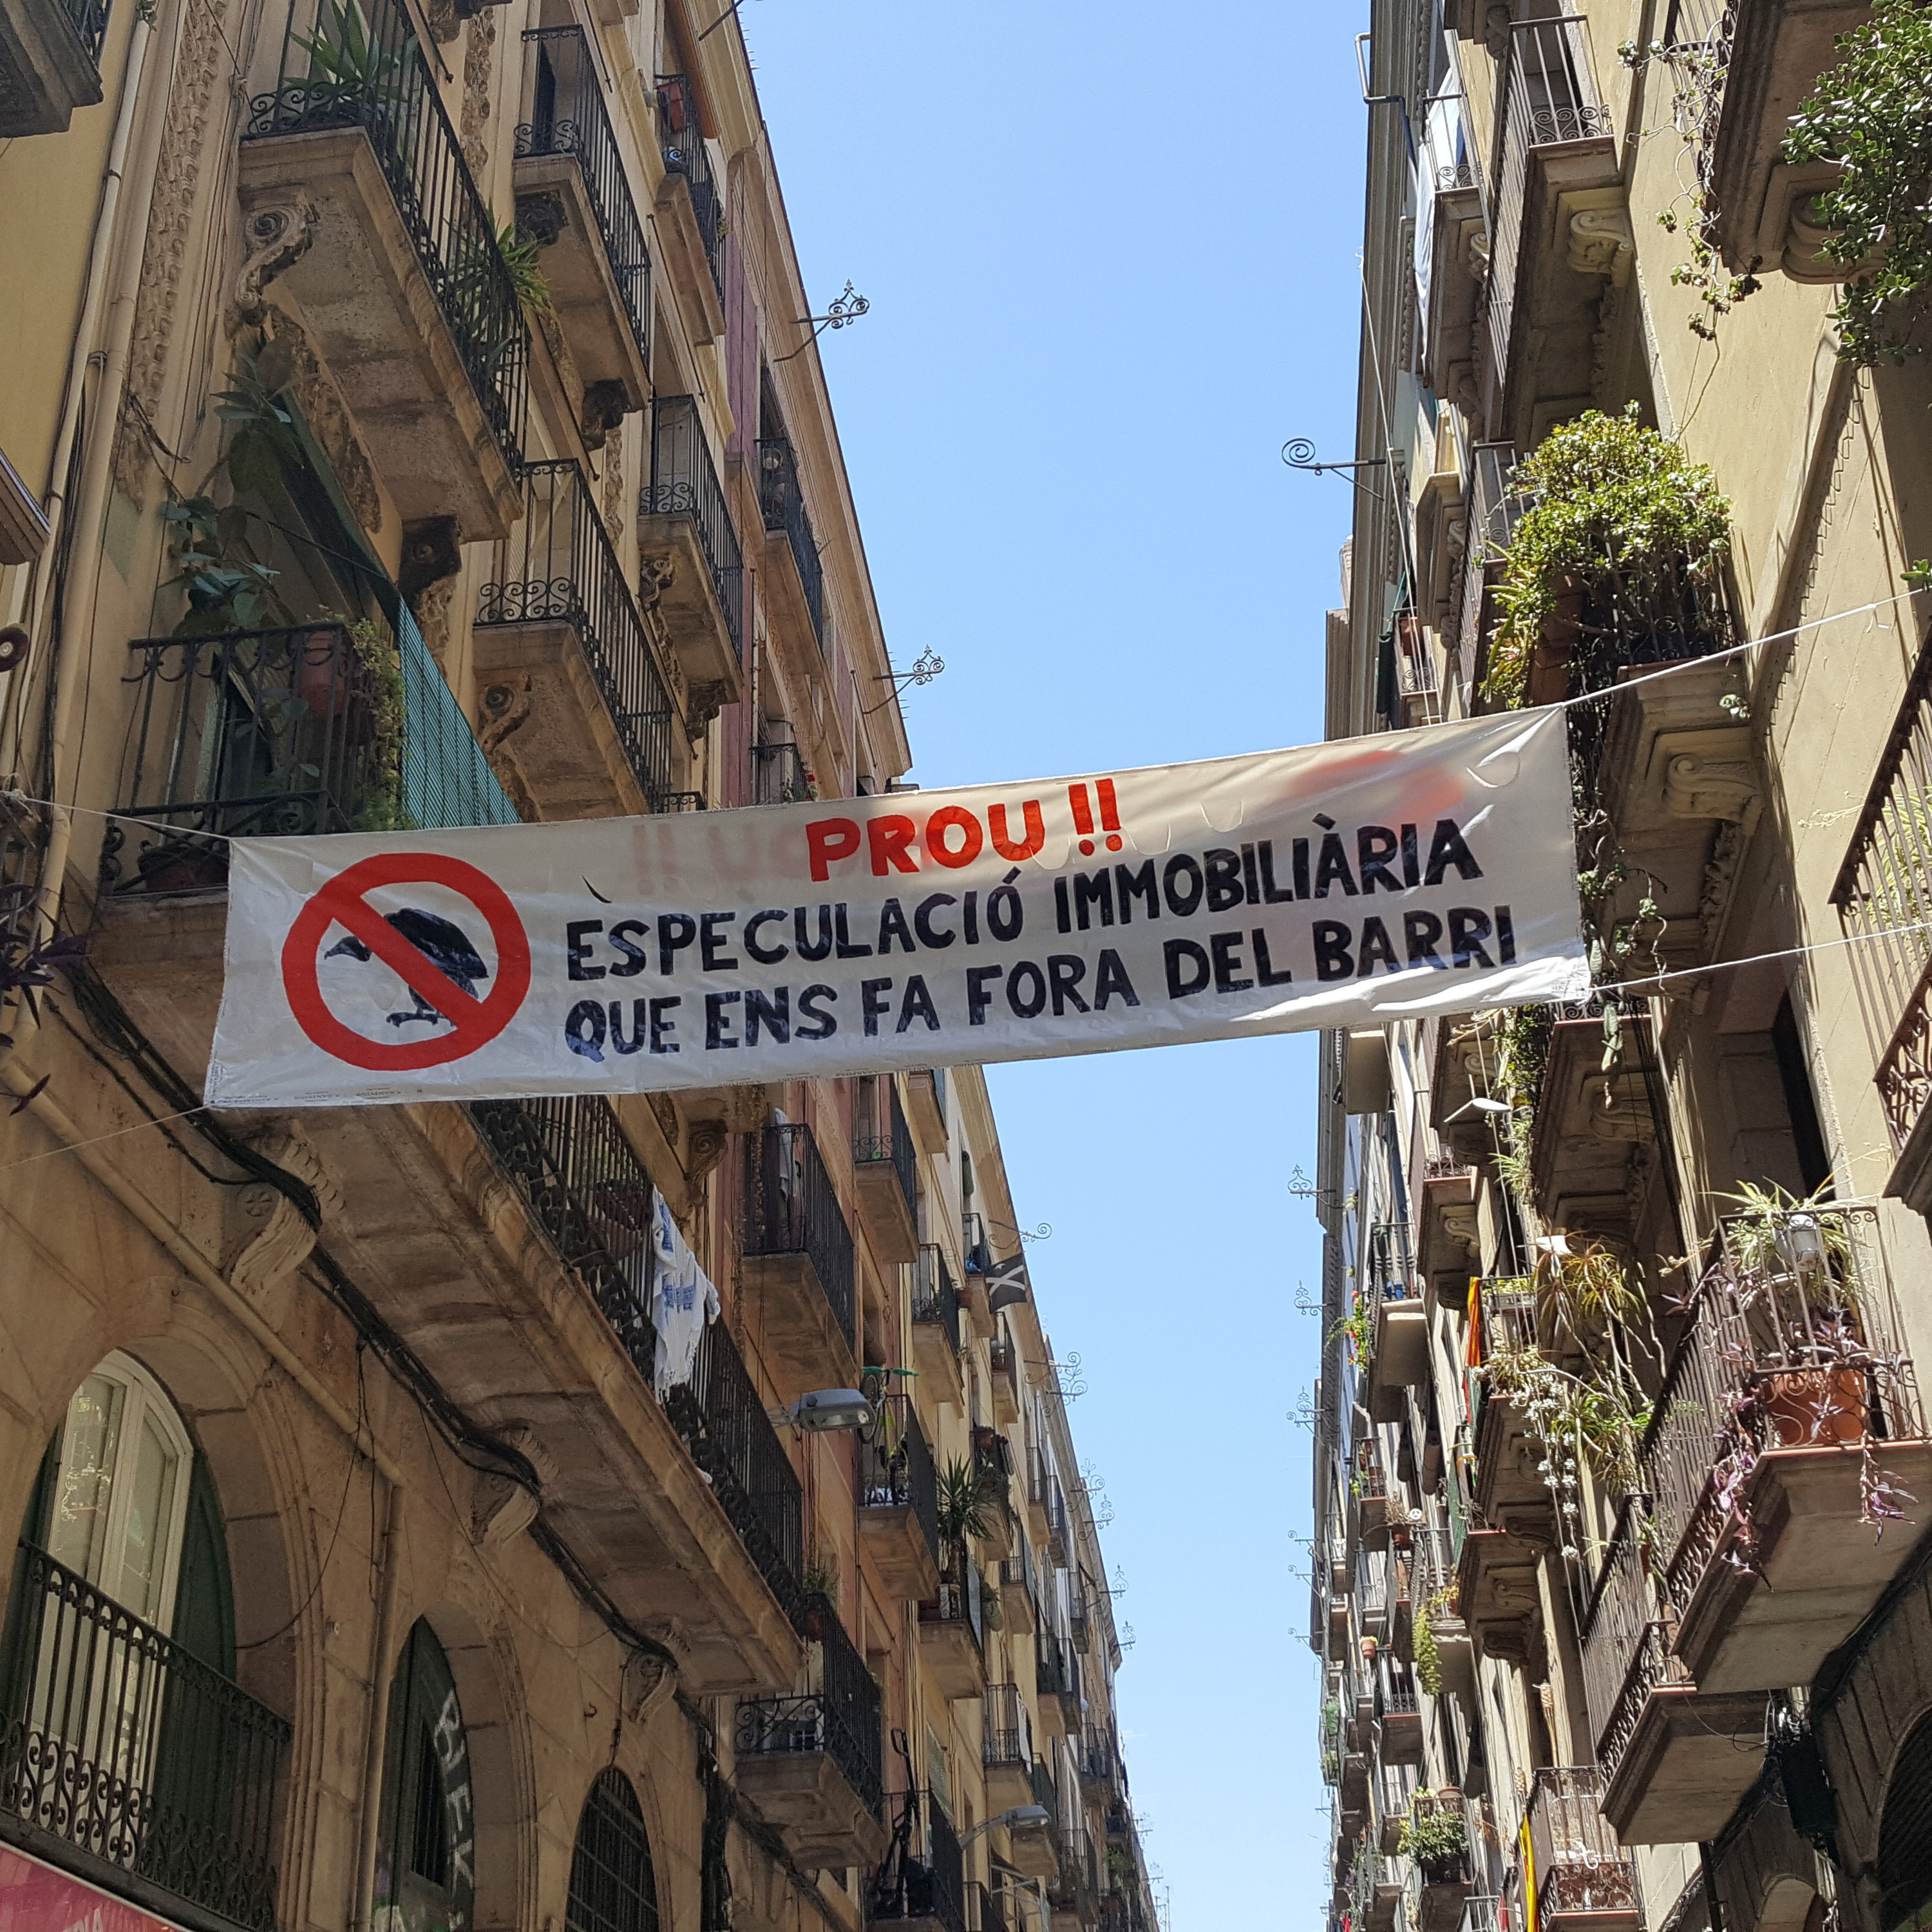 PROU !!
ESPECULACIÓ IMMOBILIÀRIA
QUE ENS FA FORA DEL BARRI